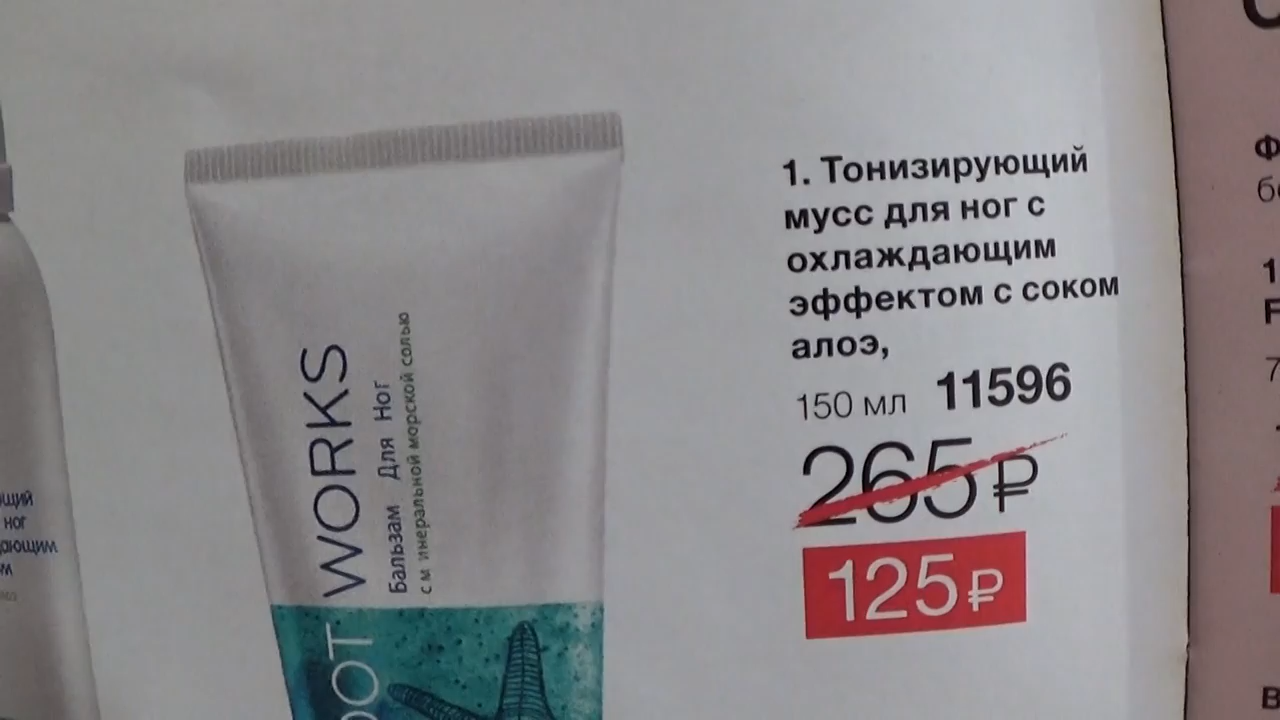 WORKS
Бальзам Для Ног
с минеральной морской солью
1. Тонизирующий
мусс для ног с
охлаждающим
эффектом с соком
алоэ,
150 мл 11596
265 ₽
125 ₽
ног